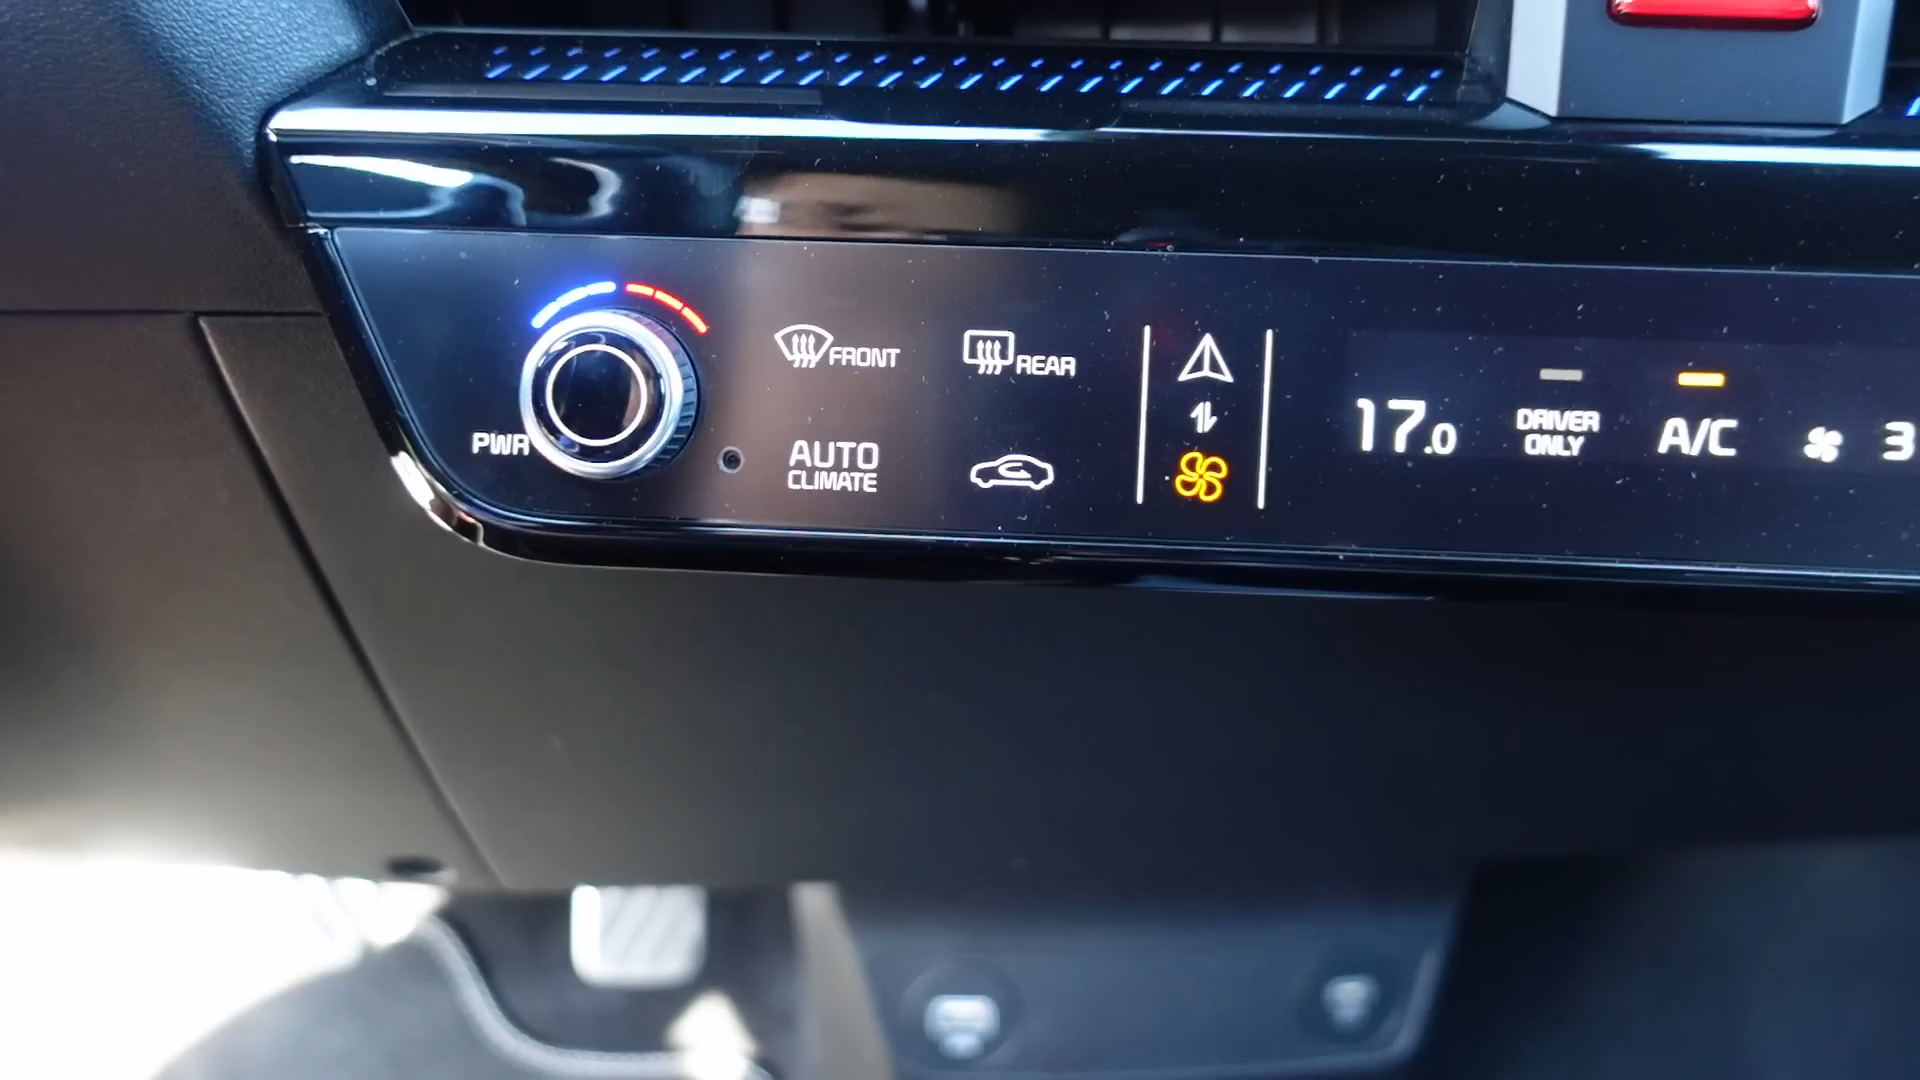 PWR
FRONT
REAR
AUTO
CLIMATE
17.0
DRIVER
ONLY
A/C
3